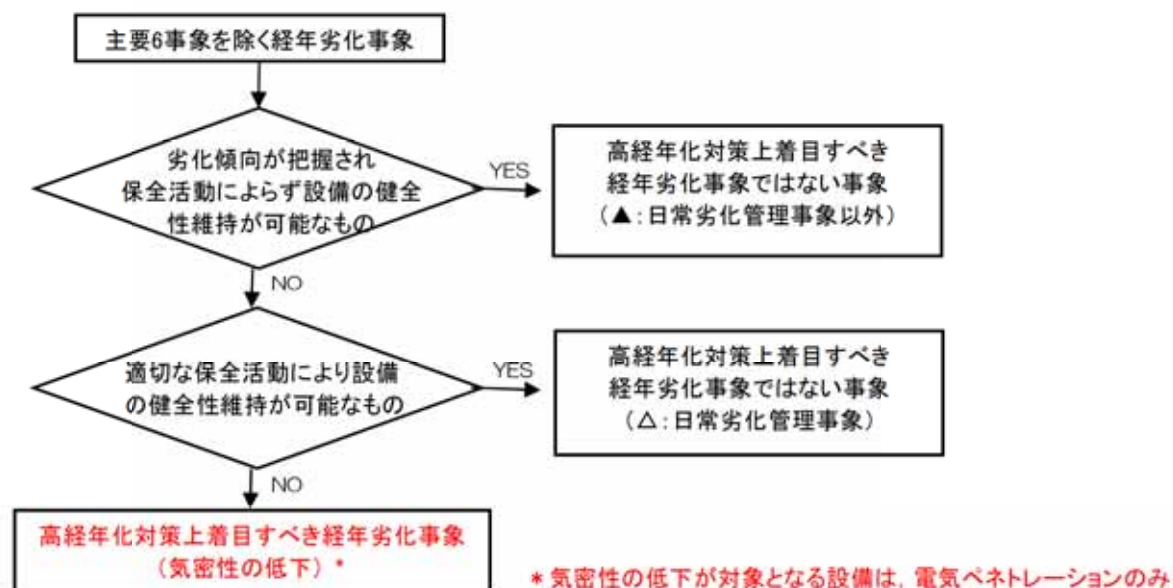 主要6事象を除く経年劣化事象
劣化傾向が把握され
保全活動によらず設備の健全
性維持が可能なもの
YES
高経年化対策上着目すべき
経年劣化事象ではない事象
(▲:日常劣化管理事象以外)
NO
適切な保全活動により設備
の健全性維持が可能なもの
YES
高経年化対策上着目すべき
経年劣化事象ではない事象
(△:日常劣化管理事象)
NO
高経年化対策上着目すべき経年劣化事象
(気密性の低下)*
*気密性の低下が対象となる設備は,電気ペネトレーションのみ